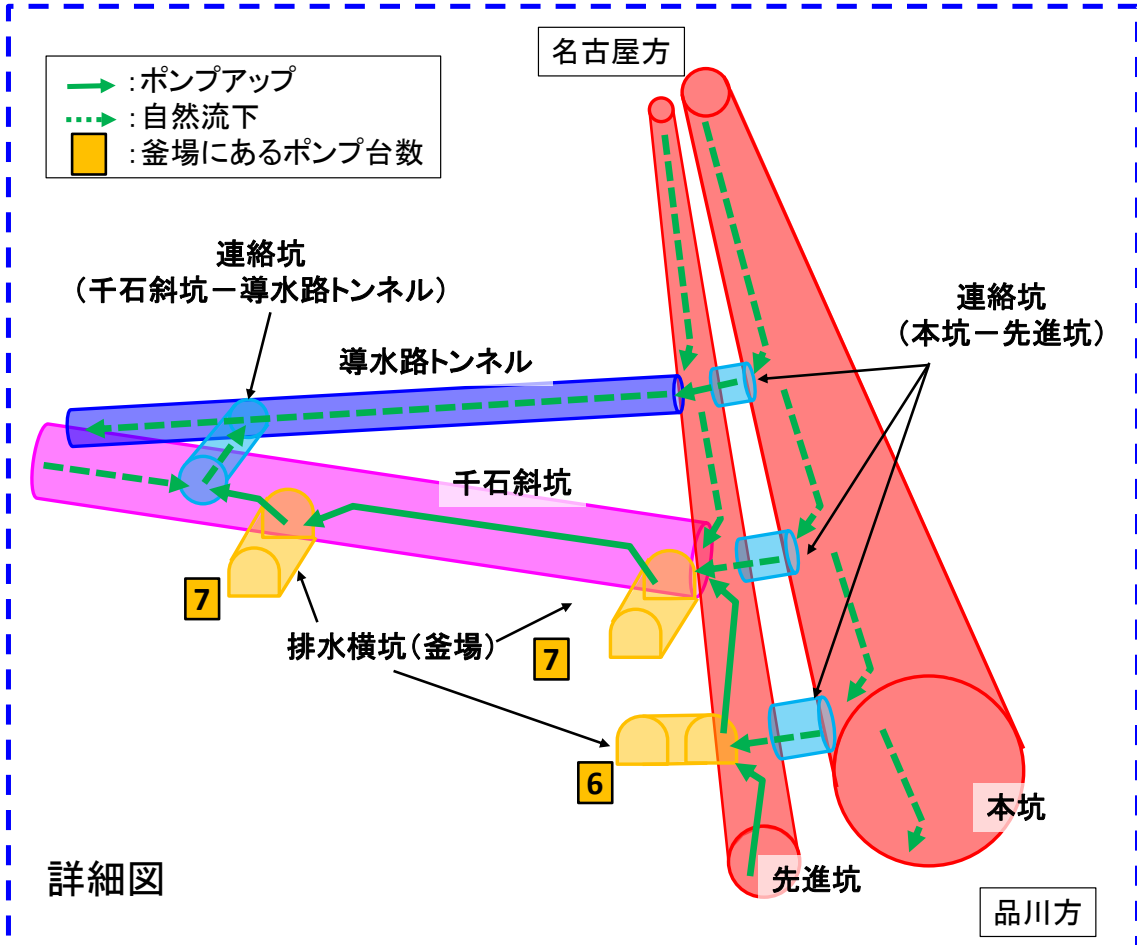 名古屋方
:ポンプアップ
:自然流下
:釜場にあるポンプ台数
連絡坑
(千石斜坑ー導水路トンネル)
連絡坑
(本坑ー先進坑)
導水路トンネル
千石斜坑
7
排水横坑(釜場)
7
6
本坑
先進坑
詳細図
品川方